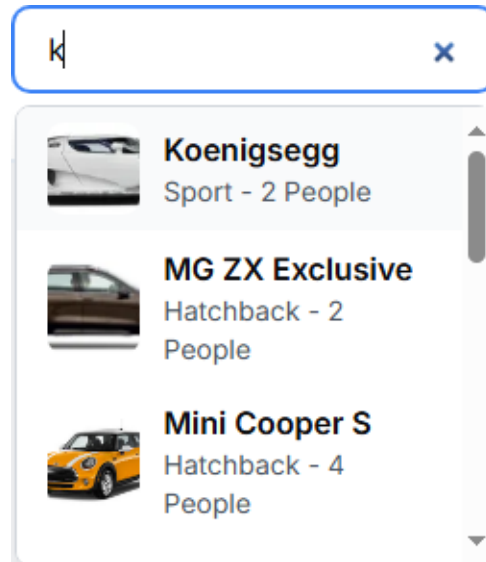 k
Koenigsegg
Sport - 2 People
MG ZX Exclusive
Hatchback - 2
People
Mini Cooper S
Hatchback - 4
People